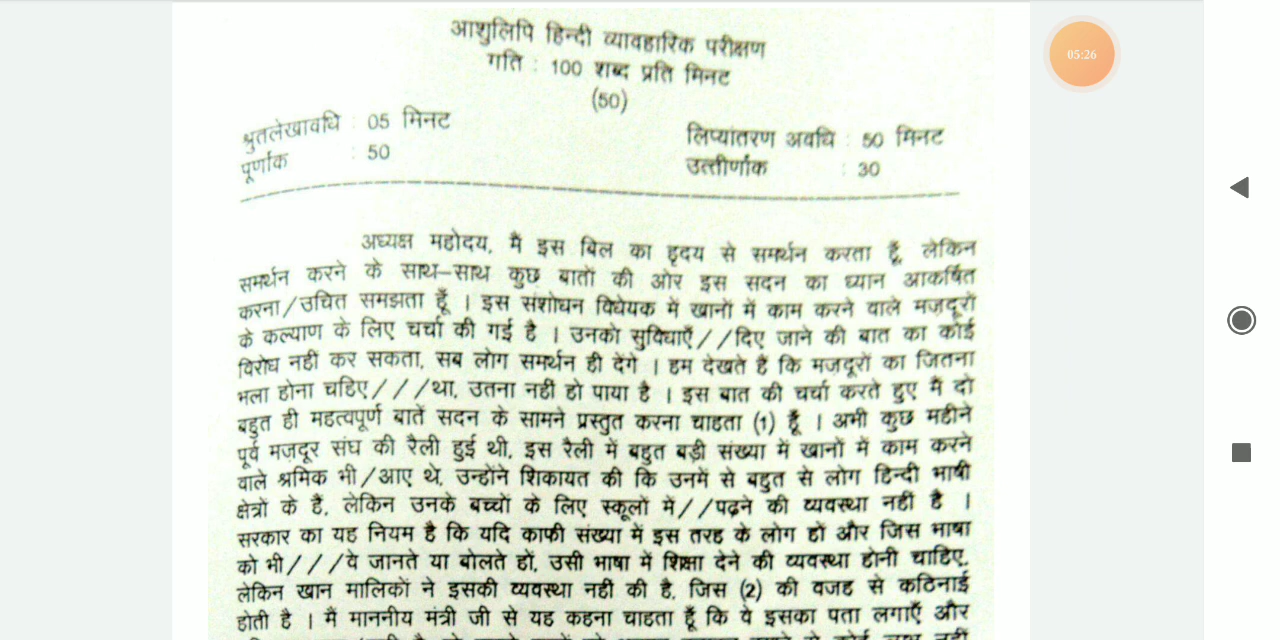 आशुलिपि हिन्दी व्यावहारिक परीक्षण
गति : 100 शब्द प्रति मिनट
(50)
05:26
श्रुतलेखावधि : 05 मिनट
लिप्यांतरण अवधि : 50 मिनट
पूर्णांक : 50
उत्तीर्णांक : 30
अध्यक्ष महोदय, मैं इस बिल का हृदय से समर्थन करता हूँ, लेकिन
समर्थन करने के साथ-साथ कुछ बातों की ओर इस सदन का ध्यान आकर्षित
करना/उचित समझता हूँ । इस संशोधन विधेयक में खानों में काम करने वाले मज़दूरों
के कल्याण के लिए चर्चा की गई है । उनको सुविधाएँ//दिए जाने की बात का कोई
विरोध नहीं कर सकता, सब लोग समर्थन ही देंगे । हम देखते हैं कि मज़दूरों का जितना
भला होना चहिए///था, उतना नहीं हो पाया है । इस बात की चर्चा करते हुए मैं दो
बहुत ही महत्वपूर्ण बातें सदन के सामने प्रस्तुत करना चाहता (1) हूँ । अभी कुछ महीने
पूर्व मज़दूर संघ की रैली हुई थी, इस रैली में बहुत बड़ी संख्या में खानों में काम करने
वाले श्रमिक भी/आए थे, उन्होंने शिकायत की कि उनमें से बहुत से लोग हिन्दी भाषी
क्षेत्रों के हैं, लेकिन उनके बच्चों के लिए स्कूलों में//पढ़ने की व्यवस्था नहीं है ।
सरकार का यह नियम है कि यदि काफी संख्या में इस तरह के लोग हों और जिस भाषा
को भी///वे जानते या बोलते हों, उसी भाषा में शिक्षा देने की व्यवस्था होनी चाहिए,
लेकिन खान मालिकों ने इसकी व्यवस्था नहीं की है, जिस (2) की वजह से कठिनाई
होती है । मैं माननीय मंत्री जी से यह कहना चाहता हूँ कि वे इसका पता लगाएँ और